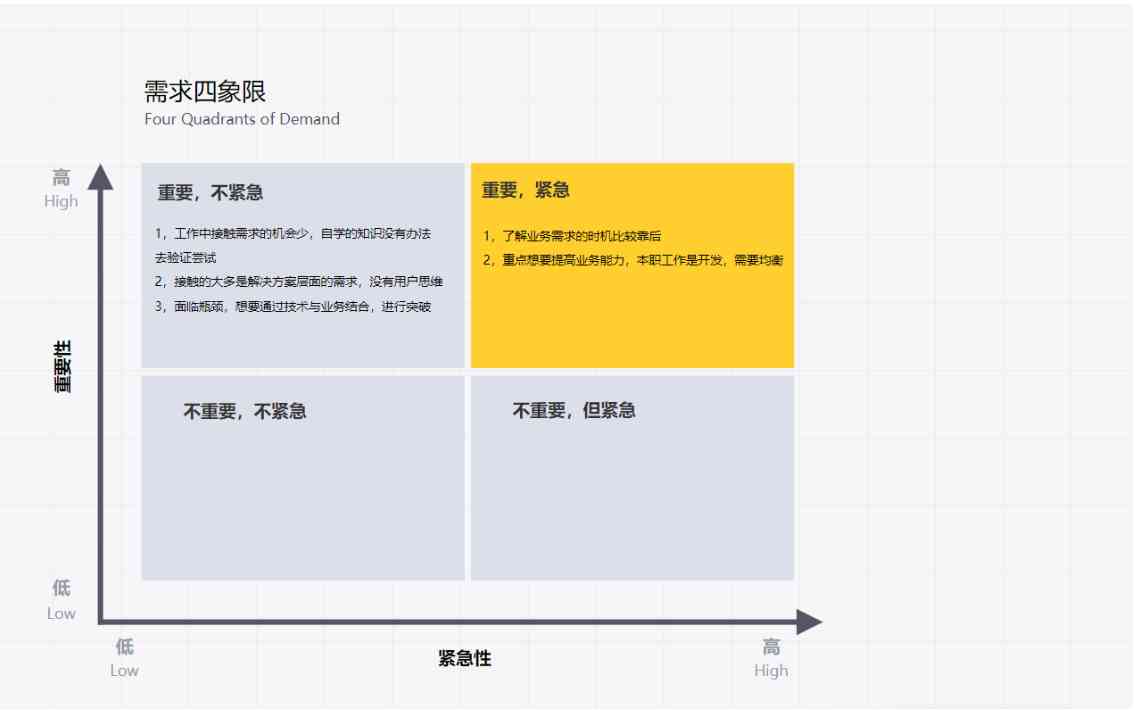 需求四象限
Four Quadrants of Demand
高
High
重要，不紧急
1，工作中接触需求的机会少，自学的知识没有办法
去验证尝试
2，接触的大多是解决方案层面的需求，没有用户思维
3，面临瓶颈，想要通过技术与业务结合，进行突破
重要，紧急
1，了解业务需求的时机比较靠后
2，重点想要提高业务能力，本职工作是开发，需要均衡
重要性
不重要，不紧急
不重要，但紧急
低
Low
低
Low
紧急性
高
High